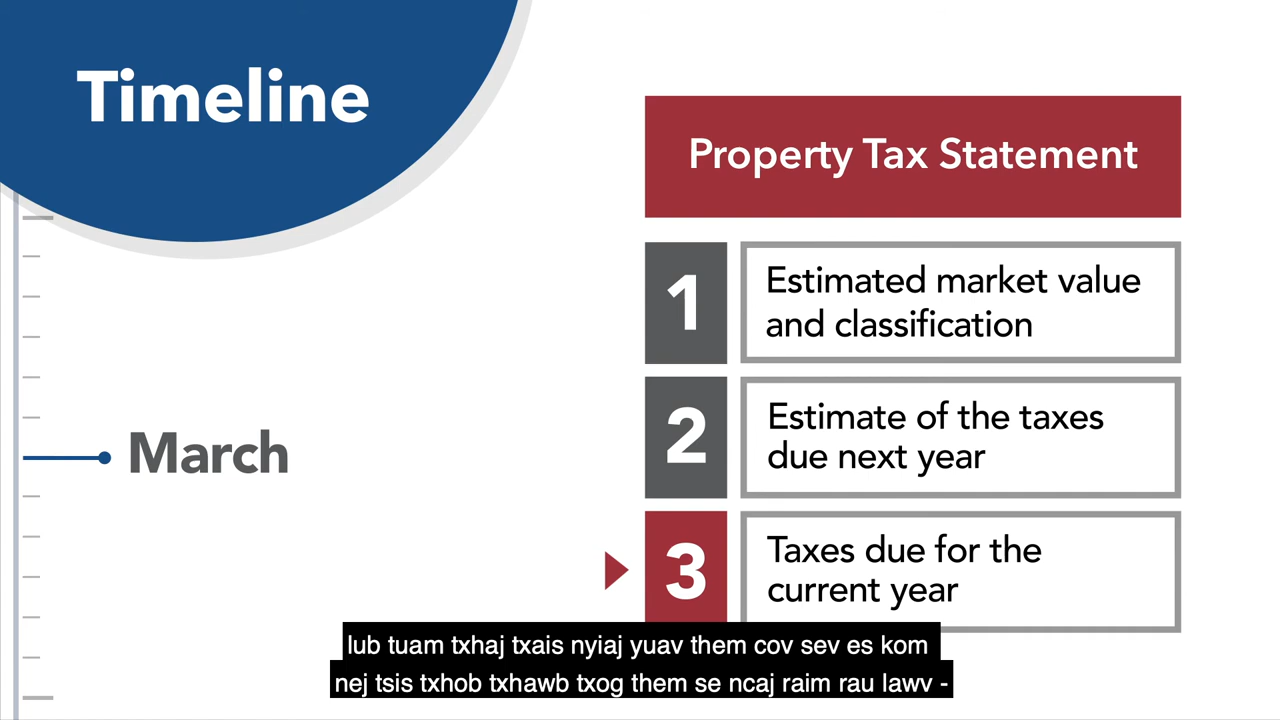 Timeline
Property Tax Statement
1
Estimated market value
and classification
2
Estimate of the taxes
due next year
March
3
Taxes due for the
current year
lub tuam txhaj txais nyiaj yuav them cov sev es kom
nej tsis txhob txhawb txog them se ncaj raim rau lawv -